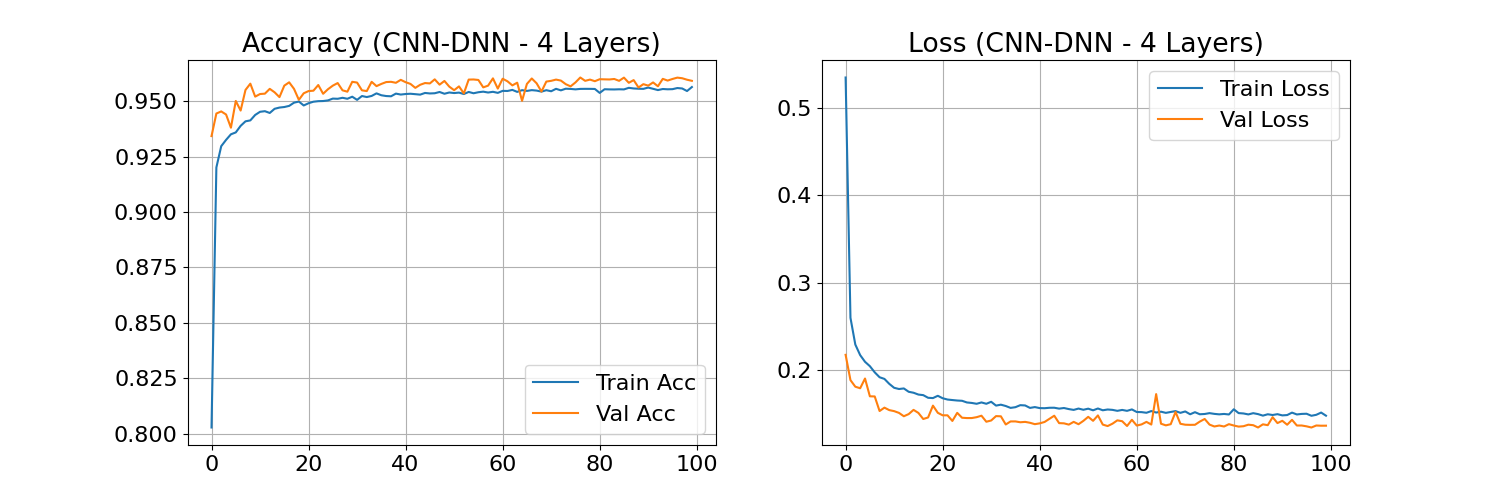 Accuracy (CNN-DNN - 4 Layers)
0.950
0.925
0.900
0.875
0.850
0.825
0.800
0 20 40 60 80 100
Train Acc
Val Acc
Loss (CNN-DNN - 4 Layers)
0.5
0.4
0.3
0.2
0 20 40 60 80 100
Train Loss
Val Loss